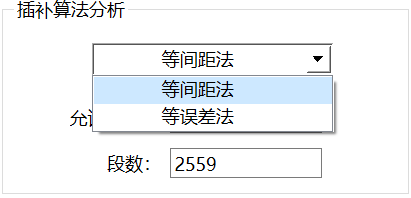 插补算法分析
等间距法
等间距法
等误差法
允
段数： 2559